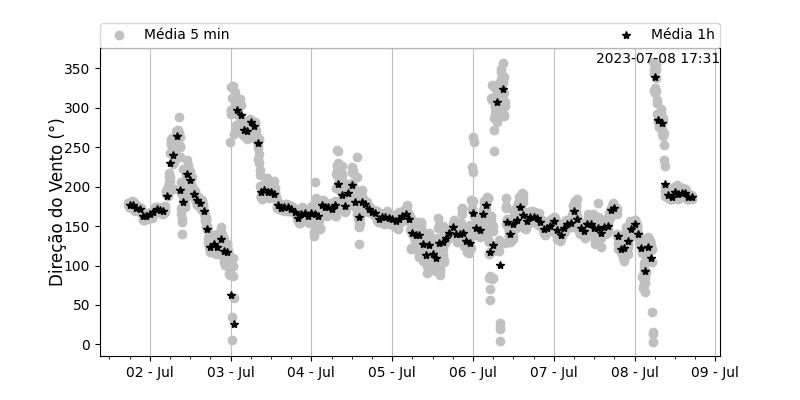 Média 5 min
Média 1h
2023-07-08 17:31
Direção do Vento (°)
350
300
250
200
150
100
50
0
02 - Jul
03 - Jul
04 - Jul
05 - Jul
06 - Jul
07 - Jul
08 - Jul
09 - Jul